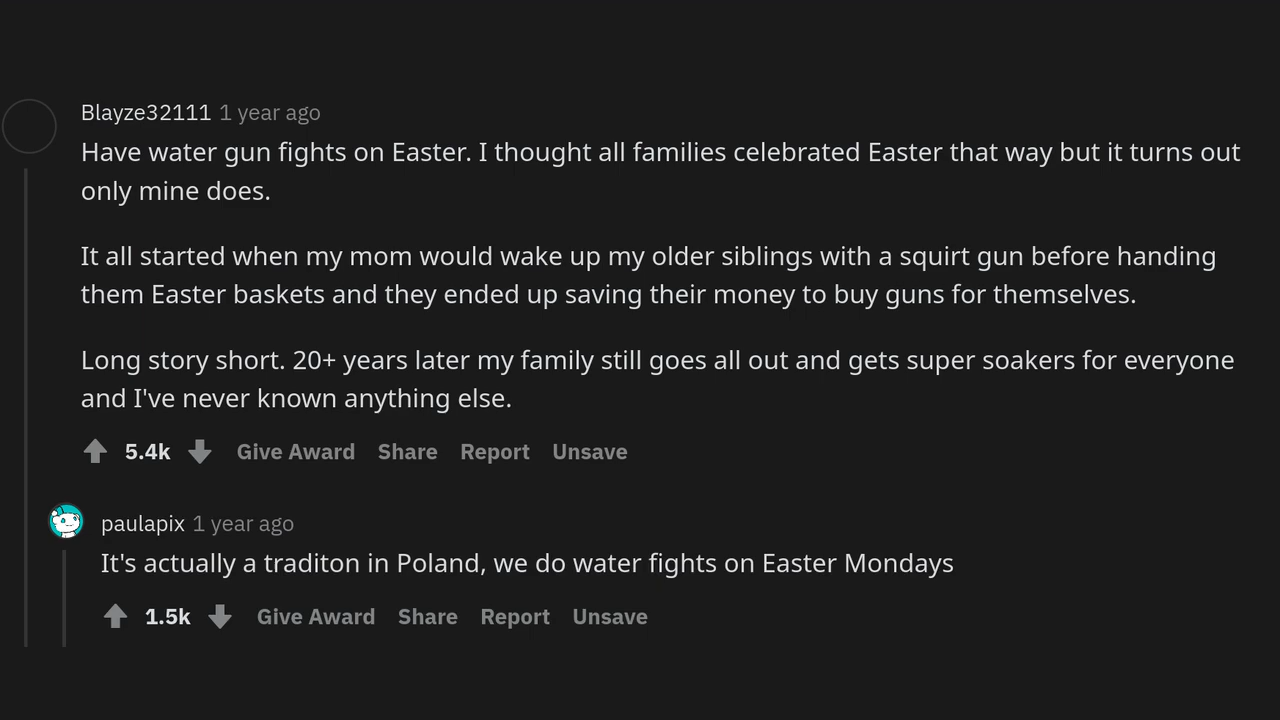 Blayze32111 1 year ago
Have water gun fights on Easter. I thought all families celebrated Easter that way but it turns out
only mine does.
It all started when my mom would wake up my older siblings with a squirt gun before handing
them Easter baskets and they ended up saving their money to buy guns for themselves.
Long story short. 20+ years later my family still goes all out and gets super soakers for everyone
and I've never known anything else.
5.4k Give Award Share Report Unsave
paulapix 1 year ago
It's actually a traditon in Poland, we do water fights on Easter Mondays
1.5k Give Award Share Report Unsave